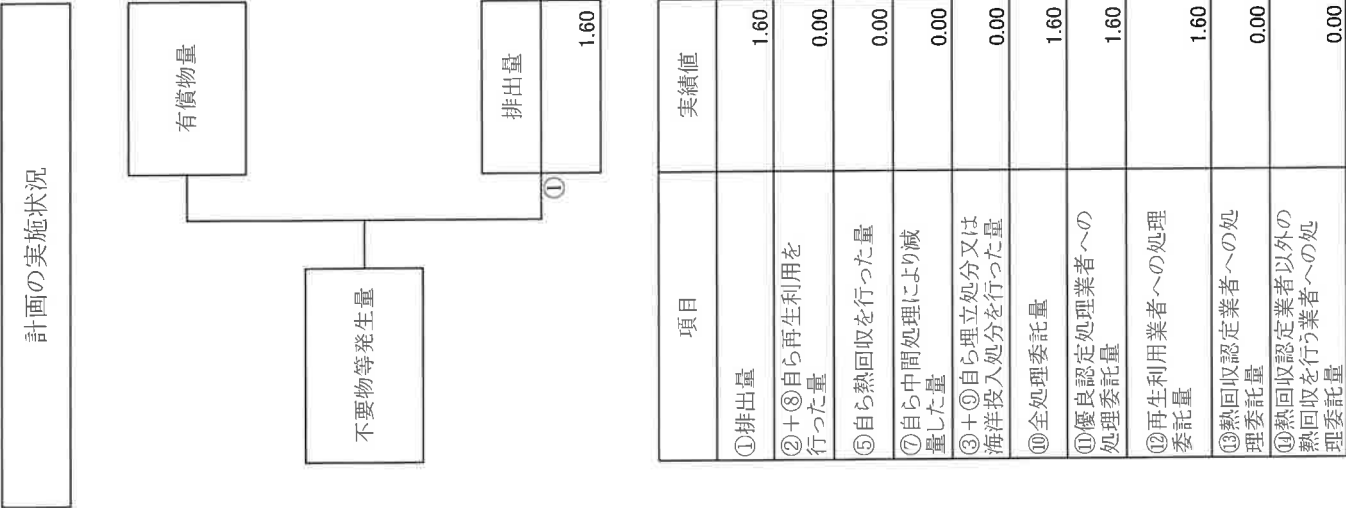 計画の実施状況
有償物量
不要物等発生量
排出量
①
1.60
項目
実績値
①排出量
1.60
②＋⑧自ら再生利用を
行った量
0.00
⑤自ら熱回収を行った量
0.00
⑦自ら中間処理により減
量した量
0.00
③＋⑨自ら埋立処分又は
海洋投入処分を行った量
0.00
⑩全処理委託量
1.60
⑪優良認定処理業者への
処理委託量
1.60
⑫再生利用業者への処理
委託量
1.60
⑬熱回収認定業者への処
理委託量
0.00
⑭熱回収認定業者以外の
熱回収を行う業者への処
理委託量
0.00